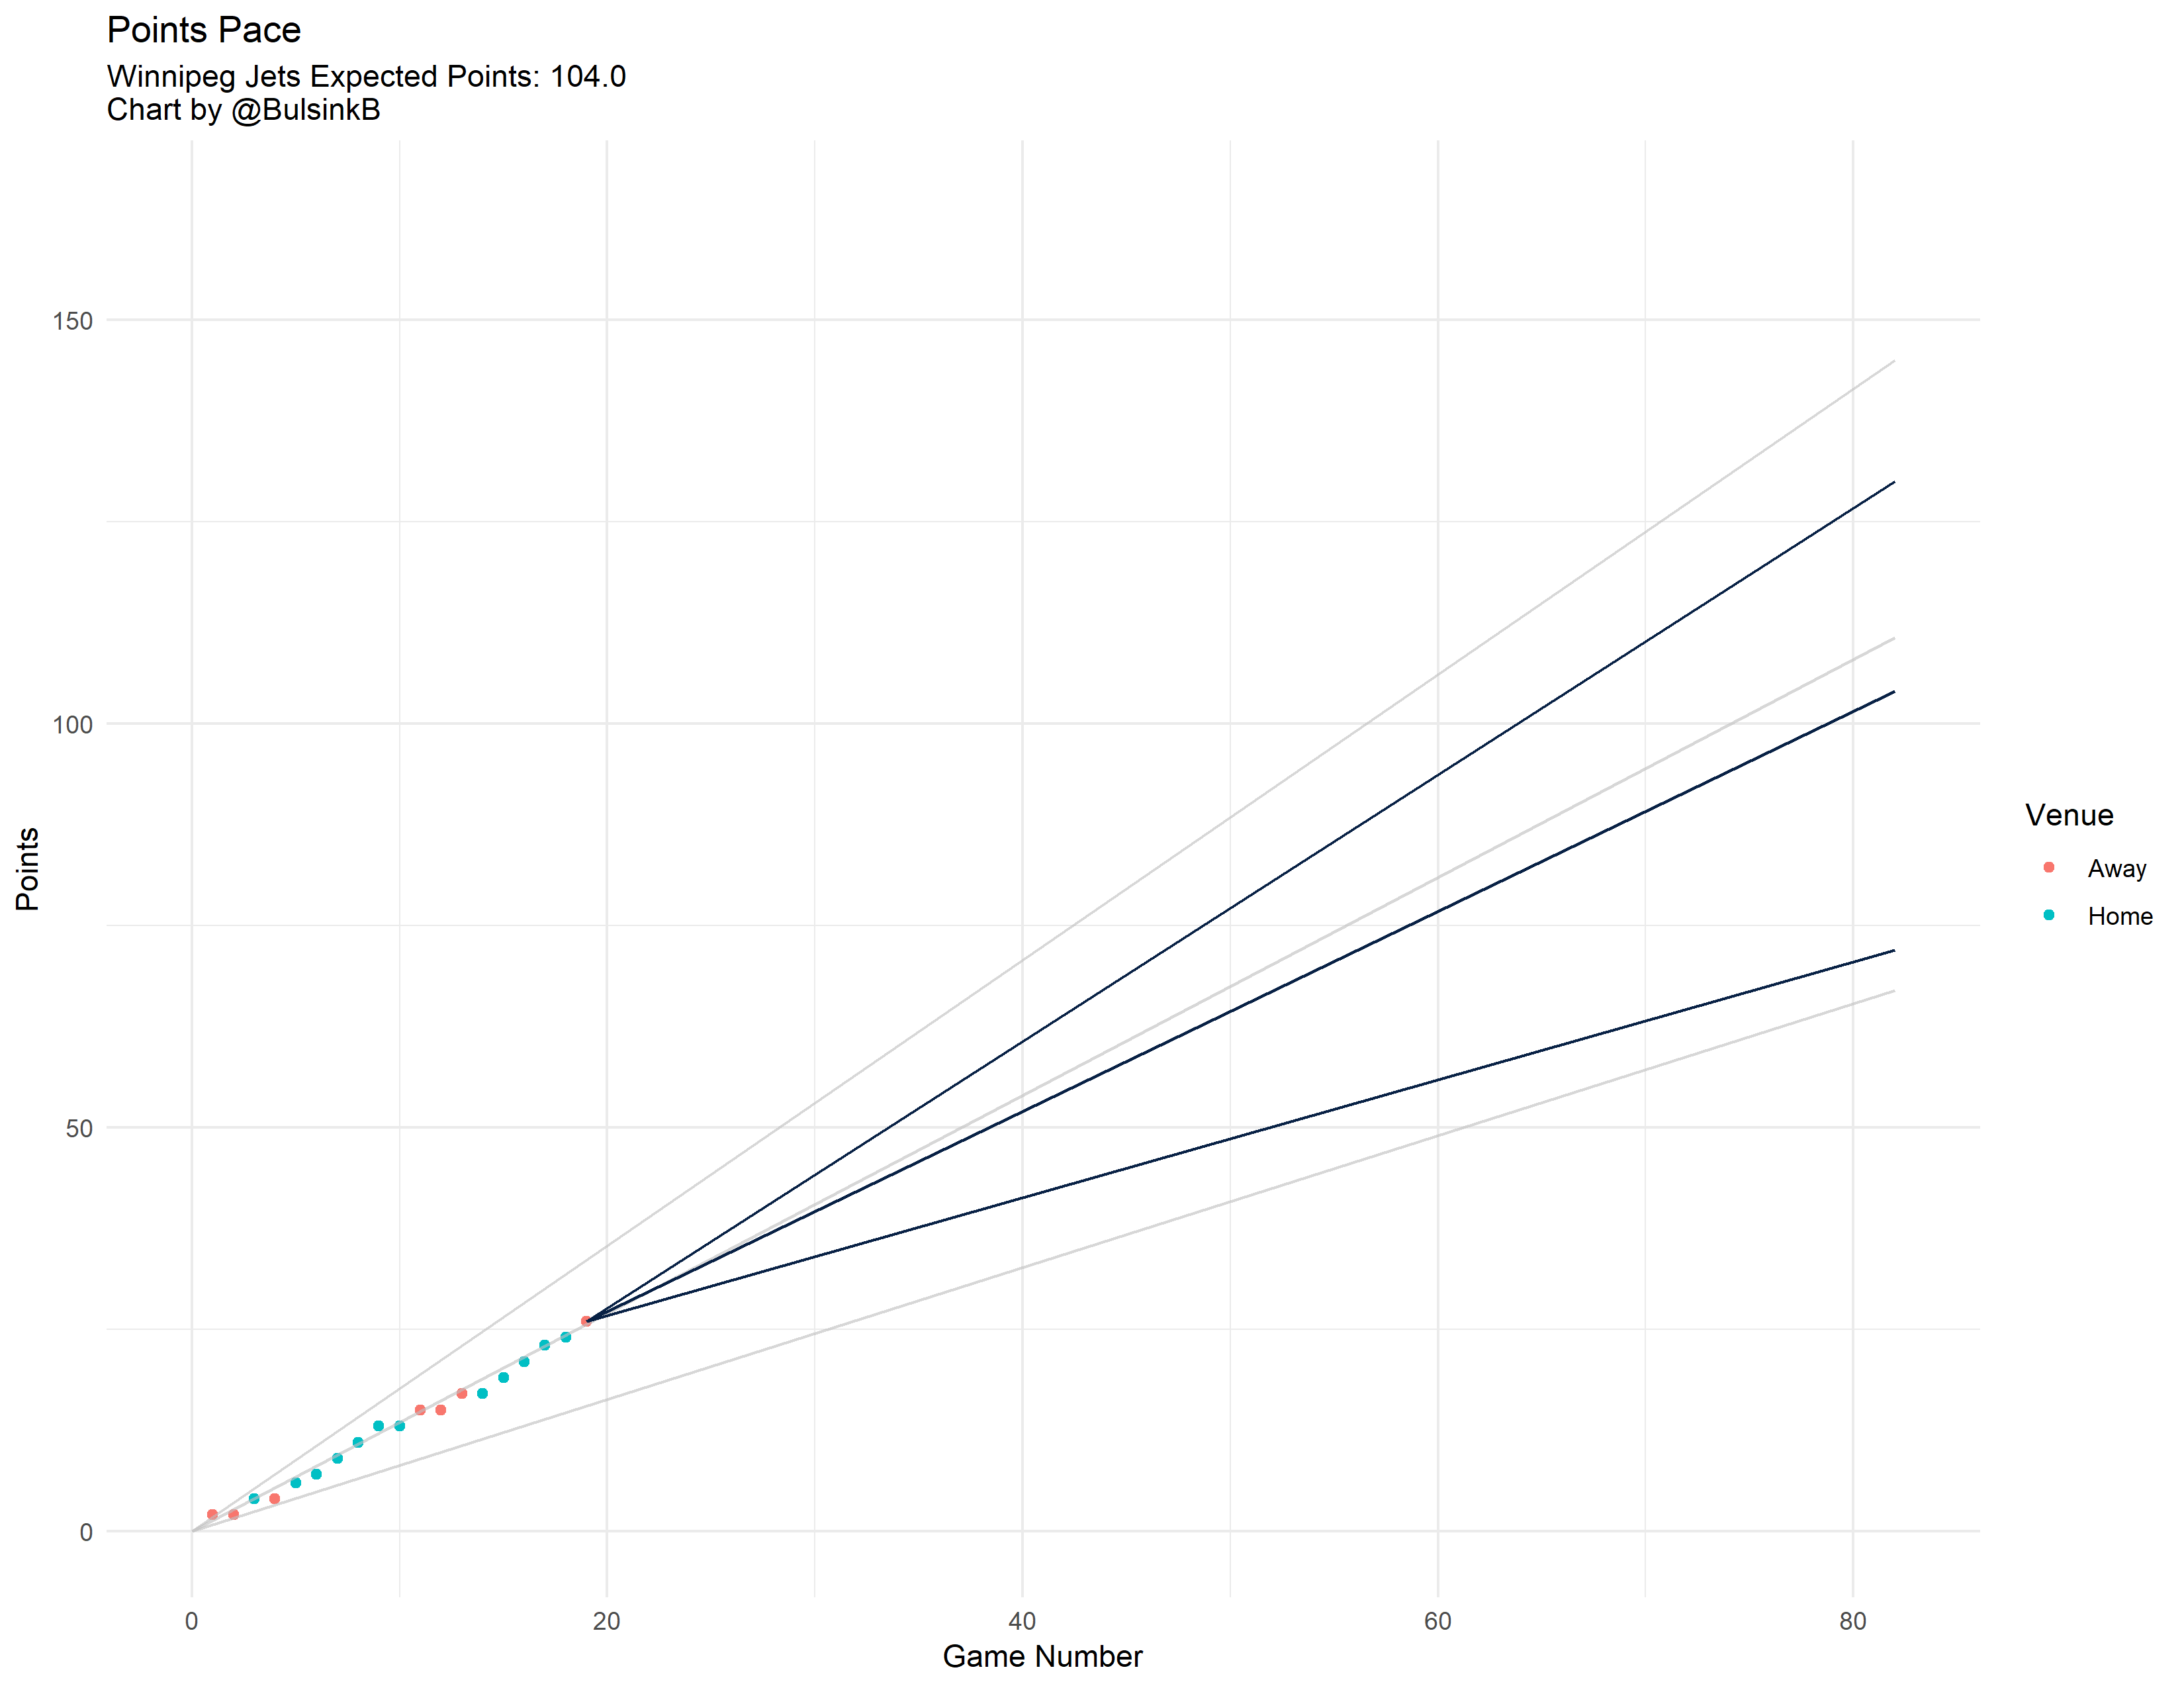 Points Pace
Winnipeg Jets Expected Points: 104.0
Chart by @BulsinkB
150
100
50
0
Points
0 20 40 60 80
Game Number
Venue
Away
Home